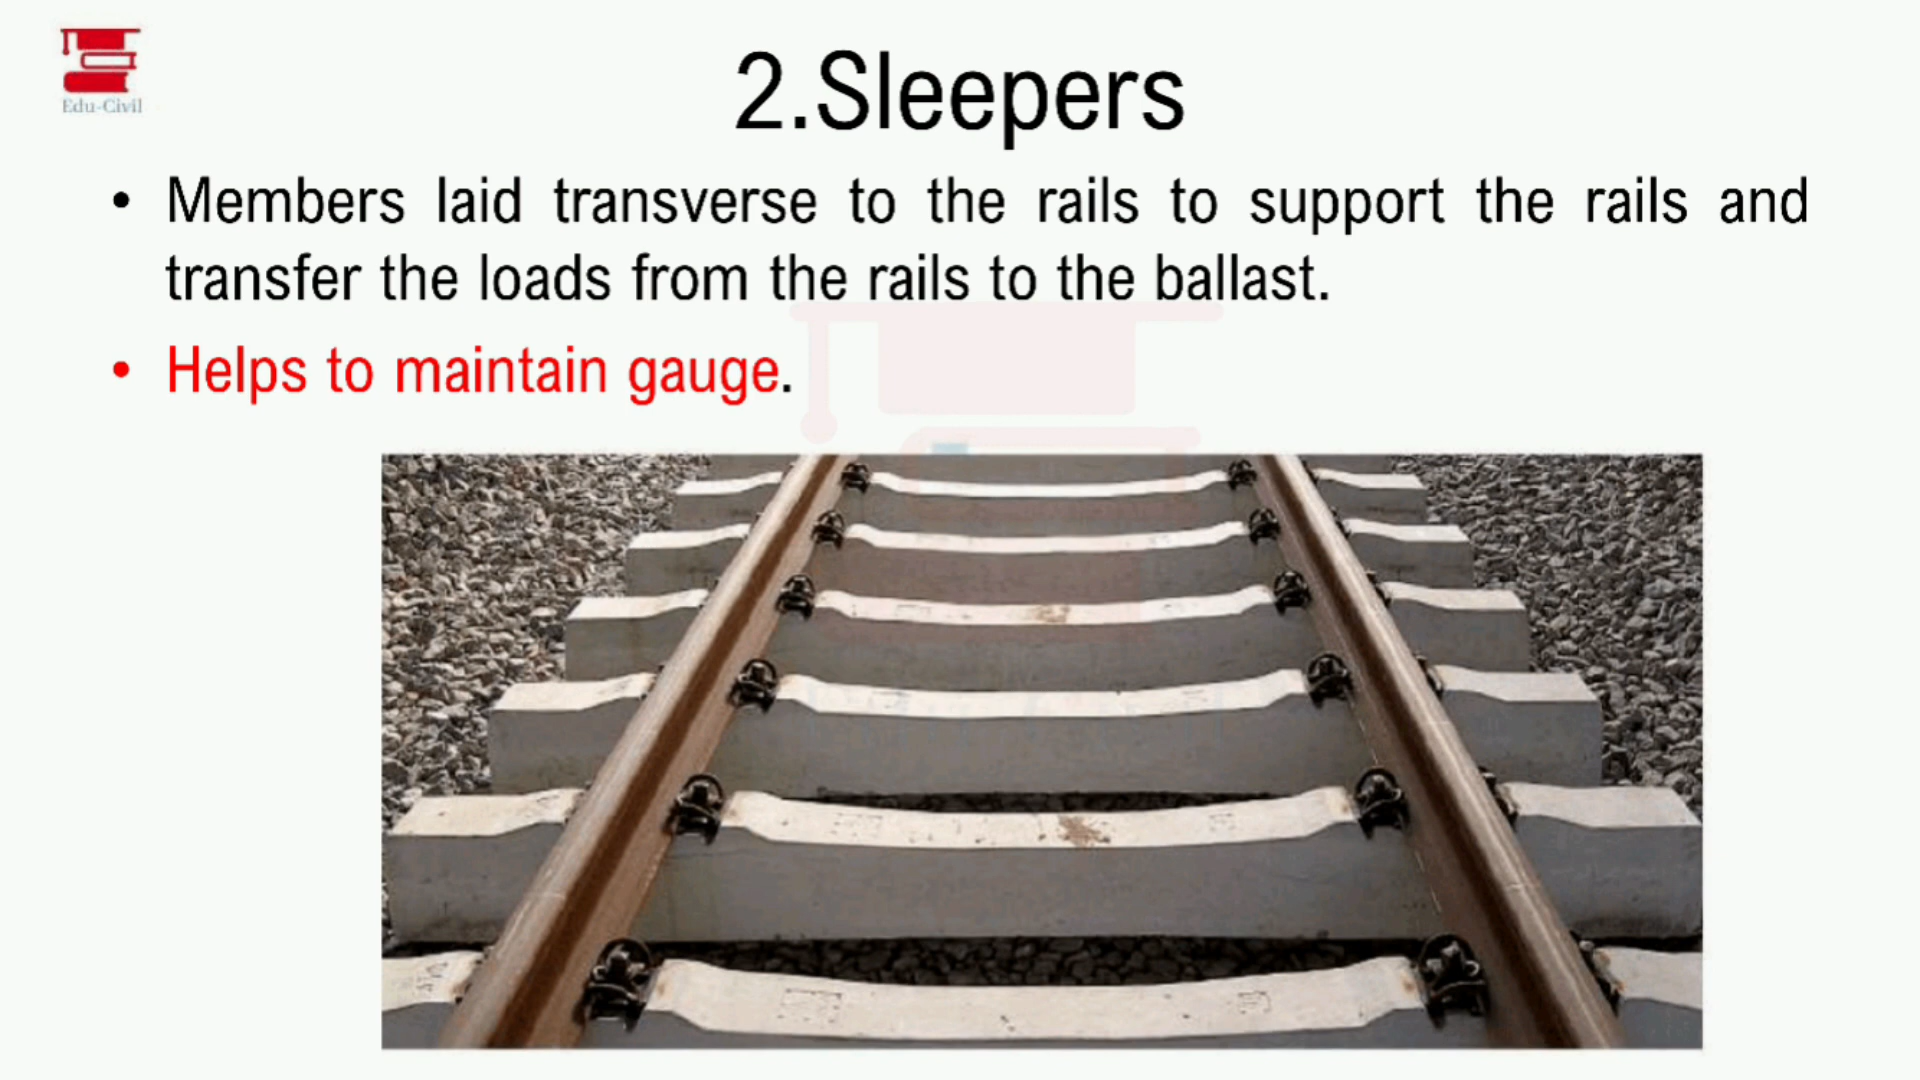 Edu-Civil
2.Sleepers
• Members laid transverse to the rails to support the rails and
transfer the loads from the rails to the ballast.
• Helps to maintain gauge.